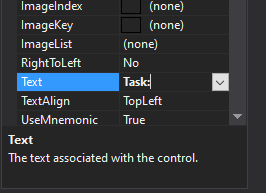 ImageIndex (none)
ImageKey (none)
ImageList (none)
RightToLeft No
Text Task:
TextAlign TopLeft
UseMnemonic True
Text
The text associated with the control.